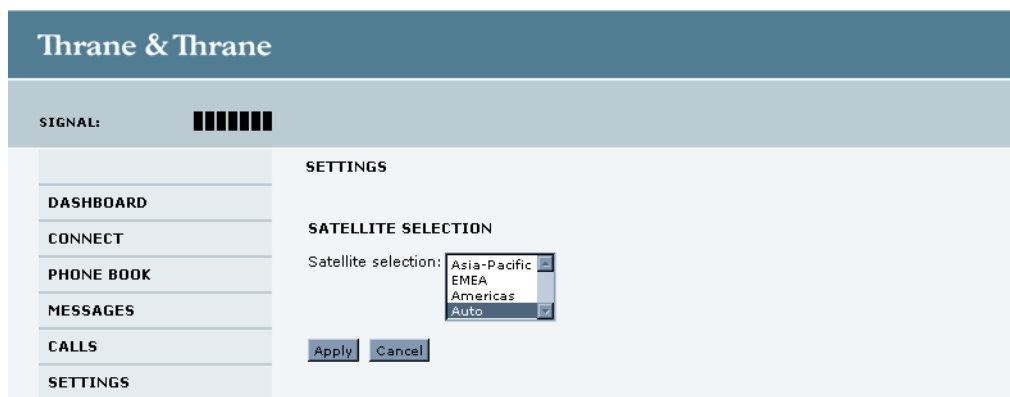 Thrane & Thrane
SIGNAL:
SETTINGS
DASHBOARD
CONNECT
PHONE BOOK
MESSAGES
CALLS
SETTINGS
SATELLITE SELECTION
Satellite selection:
Asia-Pacific
EMEA
Americas
Auto
Apply Cancel